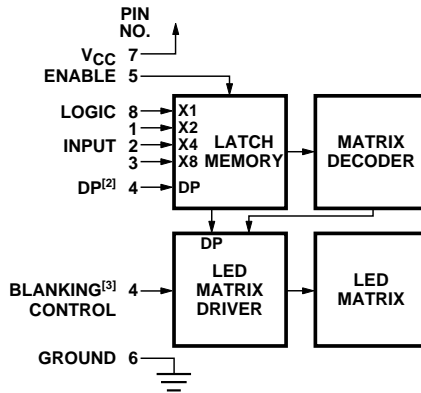 PIN
NO.
VCC 7
ENABLE 5
LOGIC 8 X1
1 X2
INPUT 2 X4
3 X8
DP[2] 4 DP
LATCH
MEMORY
MATRIX
DECODER
DP
LED
MATRIX
DRIVER
LED
MATRIX
BLANKING[3] 4
CONTROL
GROUND 6